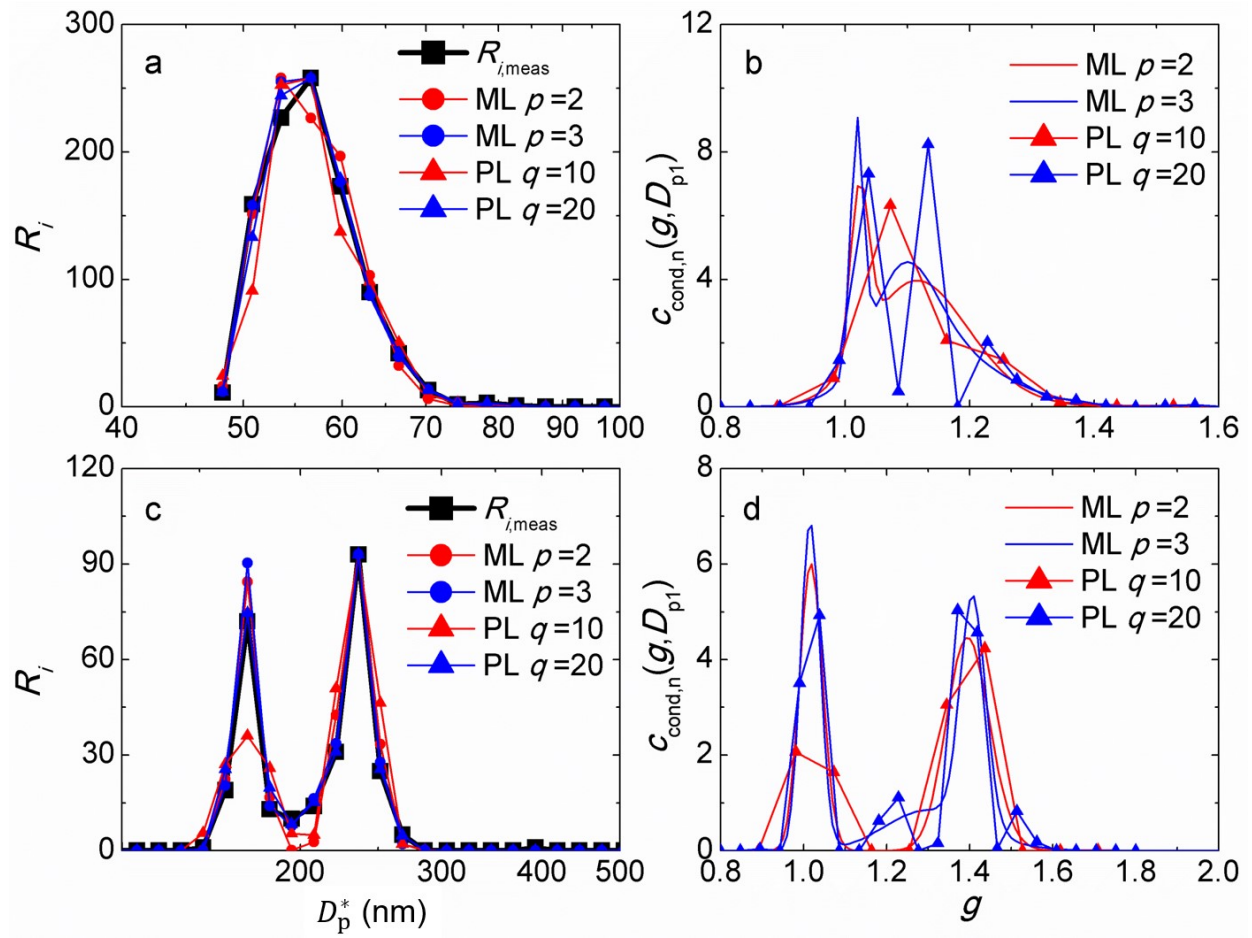 a
R_i,meas
ML p=2
ML p=3
PL q=10
PL q=20
R_i
300
200
100
0
40 50 60 70 80 90 100
b
ML p=2
ML p=3
PL q=10
PL q=20
c_cond,n(g,D_p1)
12
8
4
0
0.8 1.0 1.2 1.4 1.6
c
R_i,meas
ML p=2
ML p=3
PL q=10
PL q=20
R_i
120
90
60
30
0
200 300 400 500
D_p^* (nm)
d
ML p=2
ML p=3
PL q=10
PL q=20
c_cond,n(g,D_p1)
8
6
4
2
0
0.8 1.0 1.2 1.4 1.6 1.8 2.0
g